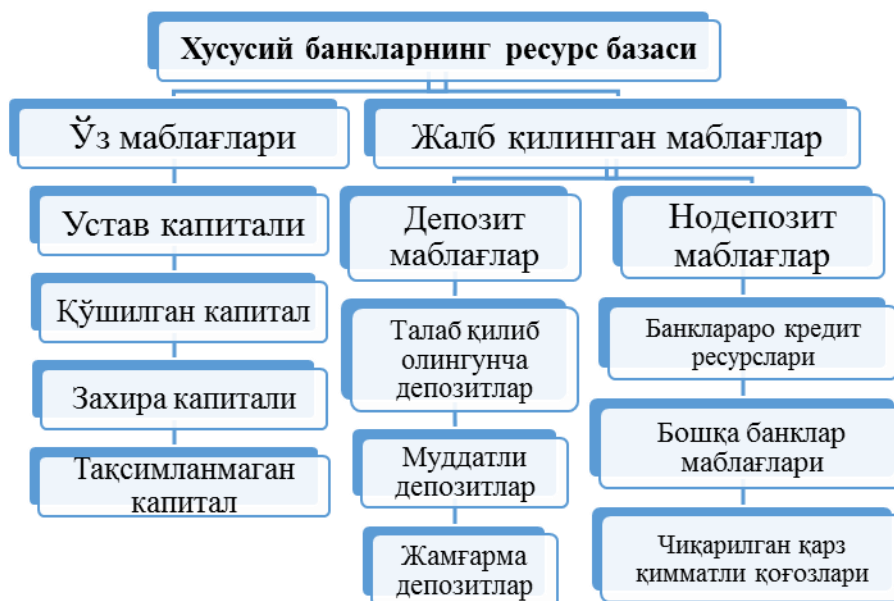 Хусусий банкларнинг ресурс базаси
Ўз маблағлари
Жалб қилинган маблағлар
Устав капитали
Қўшилган капитал
Захира капитали
Тақсимланмаган
капитал
Депозит
маблағлар
Талаб қилиб
олингунча
депозитлар
Муддатли
депозитлар
Жамғарма
депозитлар
Нодепозит
маблағлар
Банклараро кредит
ресурслари
Бошқа банклар
маблағлари
Чиқарилган қарз
қимматли қоғозлари